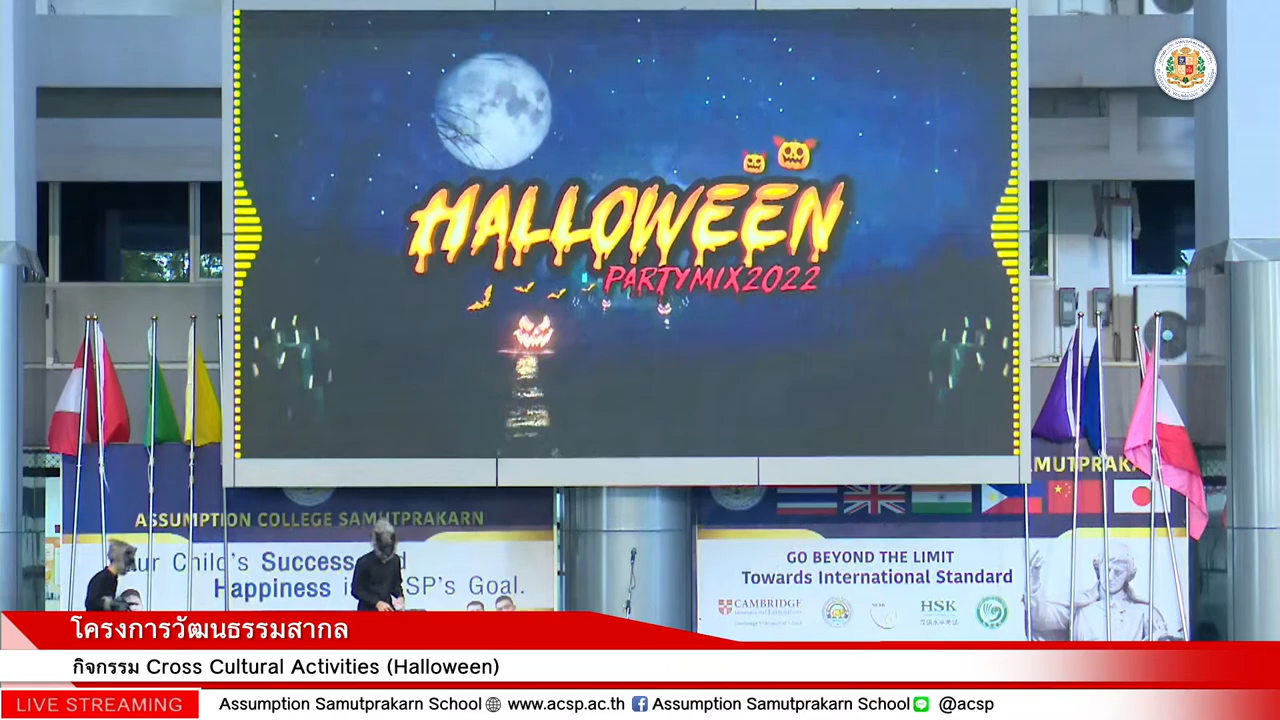 HALLOWEEN
PARTYMIX2022
ASSUMPTION COLLEGE SAMUTPRAKARN
ur Child's Success d
Happiness i SP's Goal.
AMUTPRAK
GO BEYOND THE LIMIT
Towards International Standard
CAMBRIDGE
HSK
โครงการวัฒนธรรมสากล
กิจกรรม Cross Cultural Activities (Halloween)
LIVE STREAMING
Assumption Samutprakarn School www.acsp.ac.th Assumption Samutprakarn School @acsp